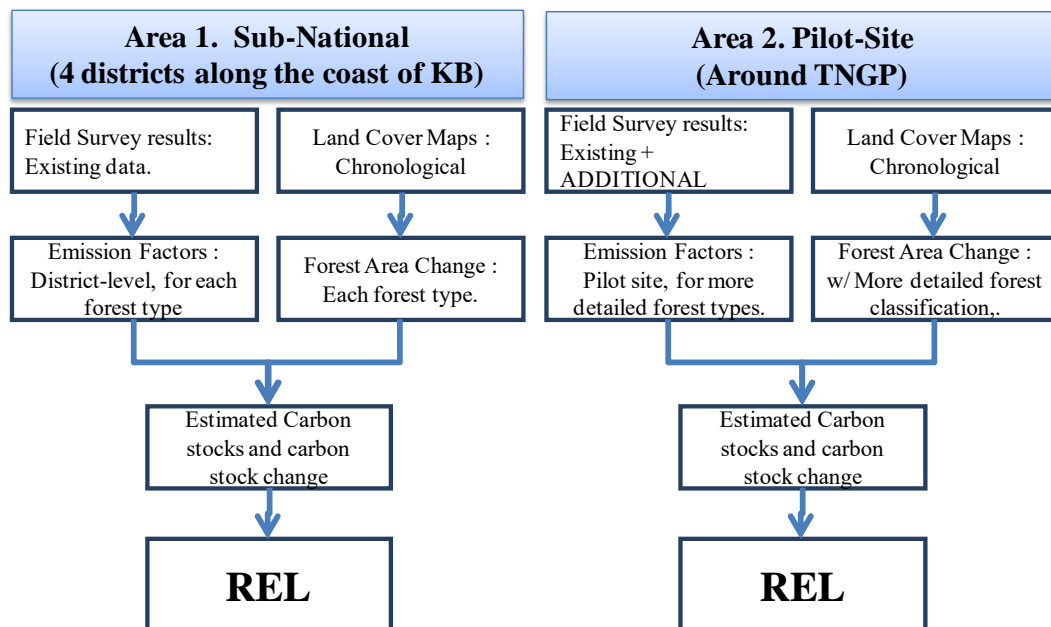 Area 1. Sub-National
(4 districts along the coast of KB)
Field Survey results:
Existing data.
Land Cover Maps :
Chronological
Emission Factors :
District-level, for each
forest type
Forest Area Change :
Each forest type.
Estimated Carbon
stocks and carbon
stock change
REL
Area 2. Pilot-Site
(Around TNGP)
Field Survey results:
Existing +
ADDITIONAL
Land Cover Maps :
Chronological
Emission Factors :
Pilot site, for more
detailed forest types.
Forest Area Change :
w/ More detailed forest
classification,.
Estimated Carbon
stocks and carbon
stock change
REL